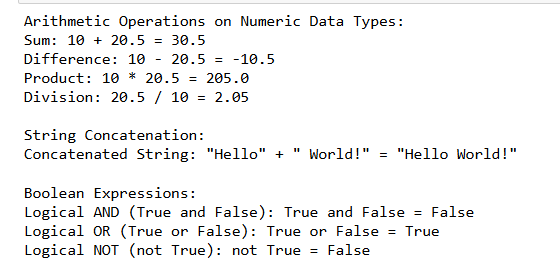 Arithmetic Operations on Numeric Data Types:
Sum: 10 + 20.5 = 30.5
Difference: 10 - 20.5 = -10.5
Product: 10 * 20.5 = 205.0
Division: 20.5 / 10 = 2.05
String Concatenation:
Concatenated String: "Hello" + " World!" = "Hello World!"
Boolean Expressions:
Logical AND (True and False): True and False = False
Logical OR (True or False): True or False = True
Logical NOT (not True): not True = False